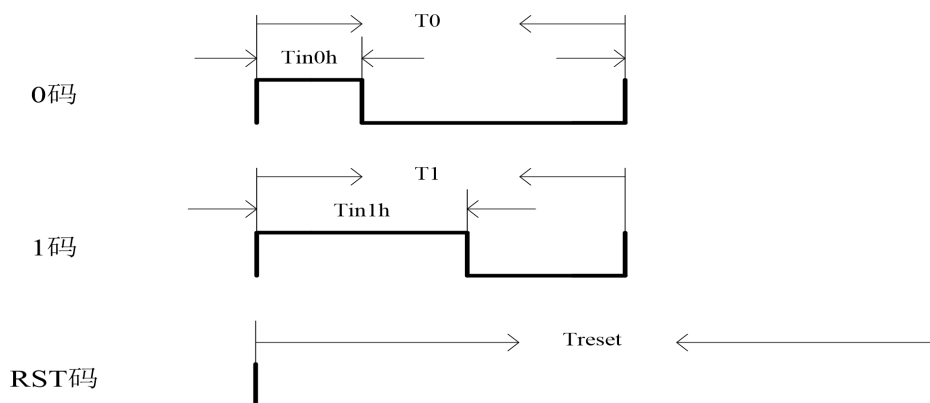 T0
Tin0h
0码
T1
Tin1h
1码
Treset
RST码